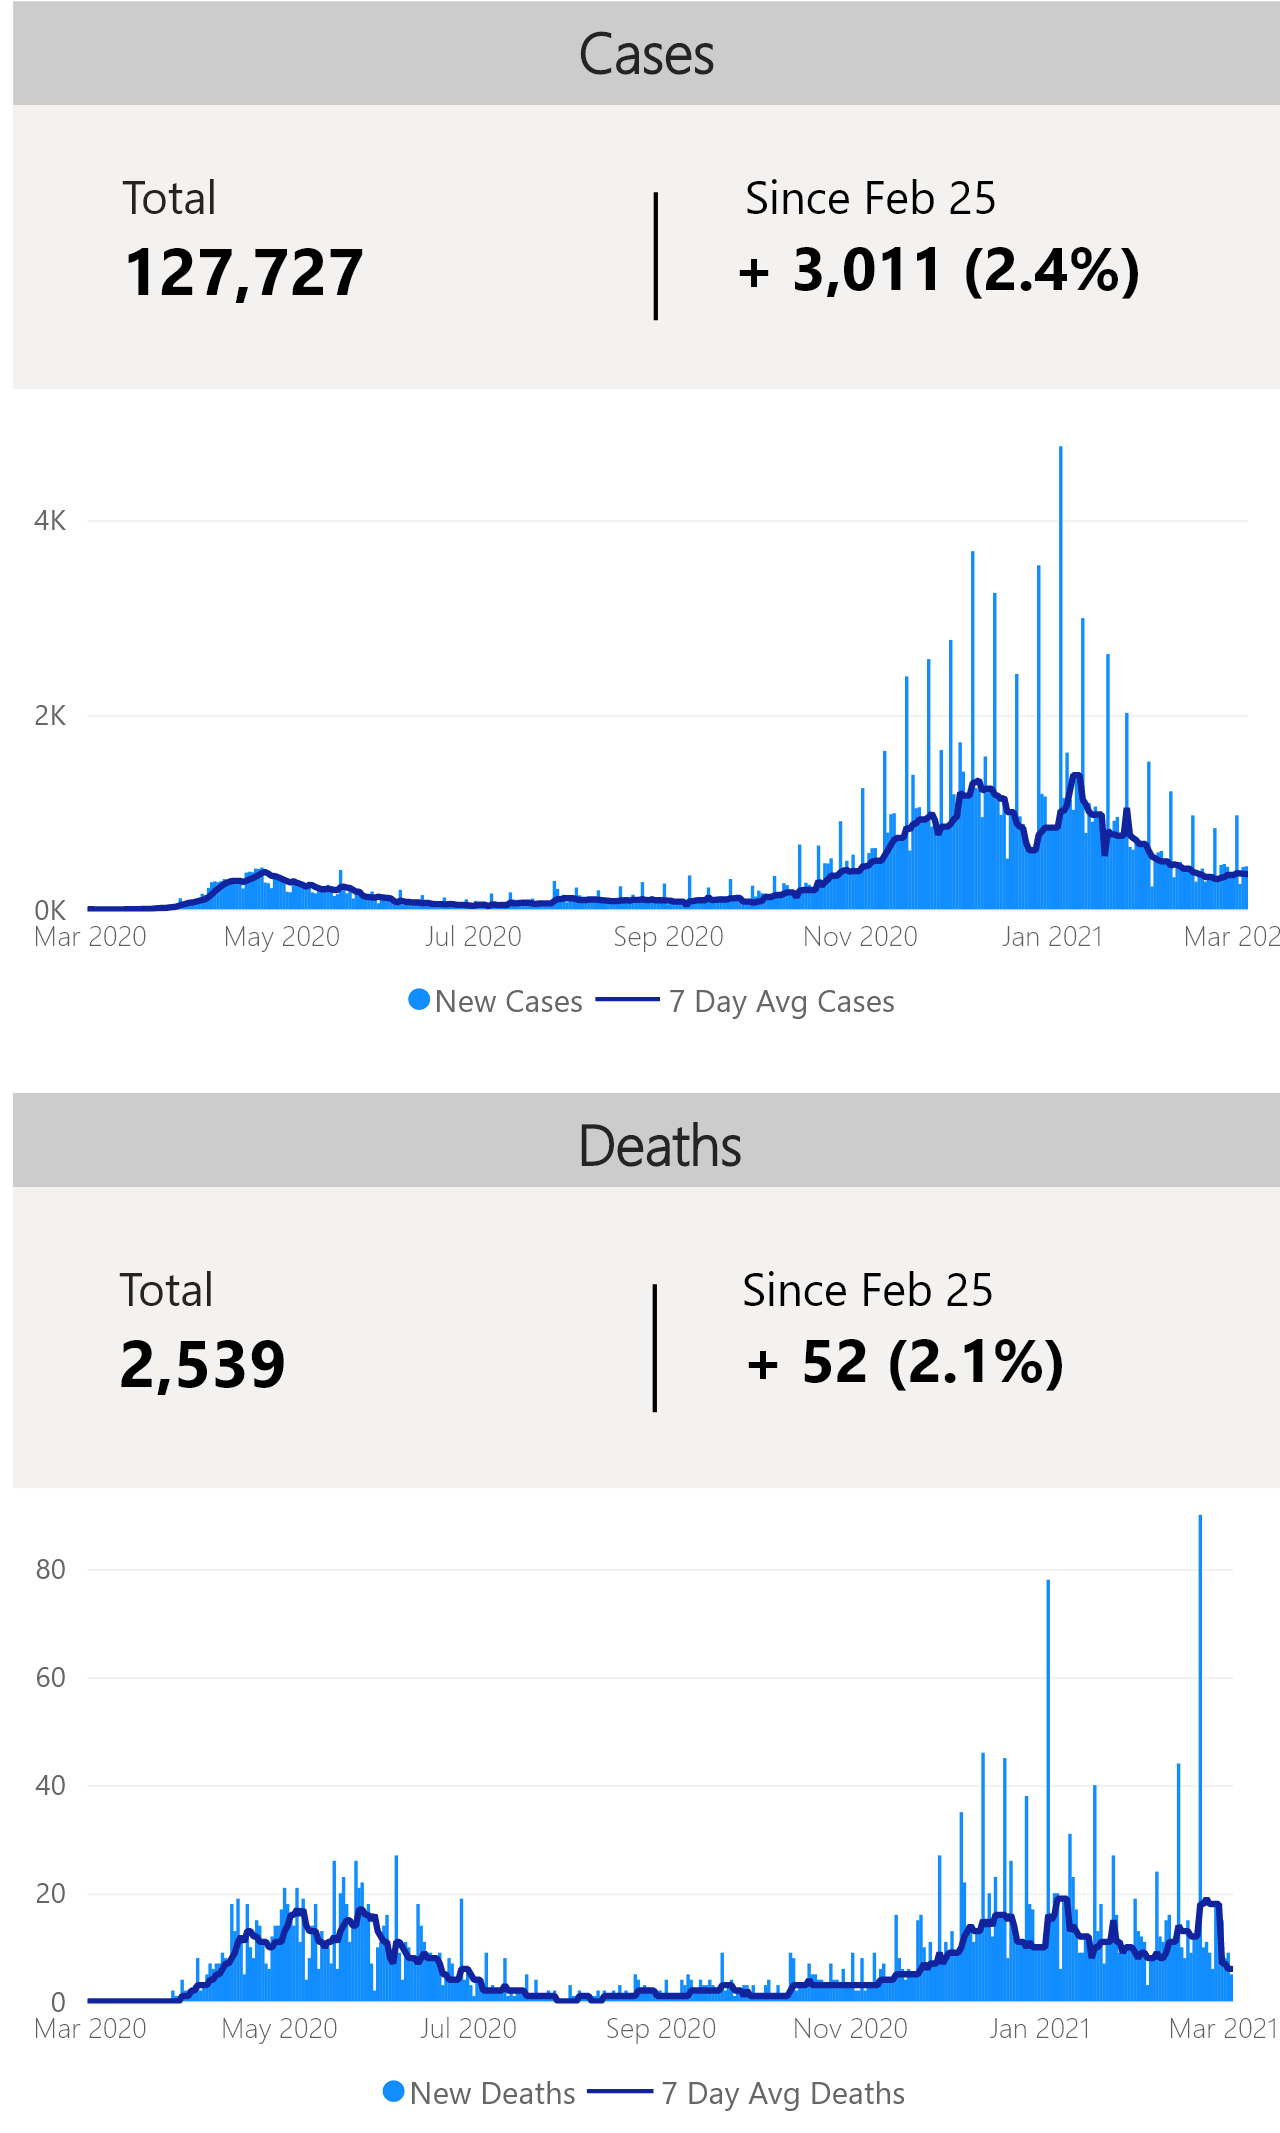 Cases
Total
Since Feb 25
127,727
+ 3,011 (2.4%)
4K
2K
0K
Mar 2020 May 2020 Jul 2020 Sep 2020 Nov 2020 Jan 2021 Mar 202
New Cases 7 Day Avg Cases
Deaths
Total
Since Feb 25
2,539
+ 52 (2.1%)
80
60
40
20
0
Mar 2020 May 2020 Jul 2020 Sep 2020 Nov 2020 Jan 2021 Mar 2021
New Deaths 7 Day Avg Deaths